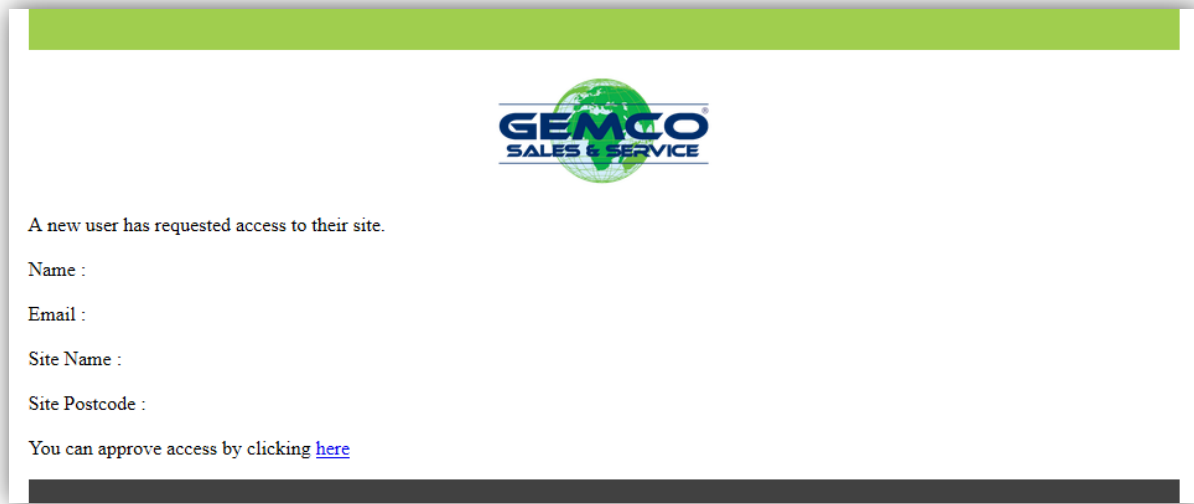 GEMCO®
SALES & SERVICE
A new user has requested access to their site.
Name :
Email :
Site Name :
Site Postcode :
You can approve access by clicking here